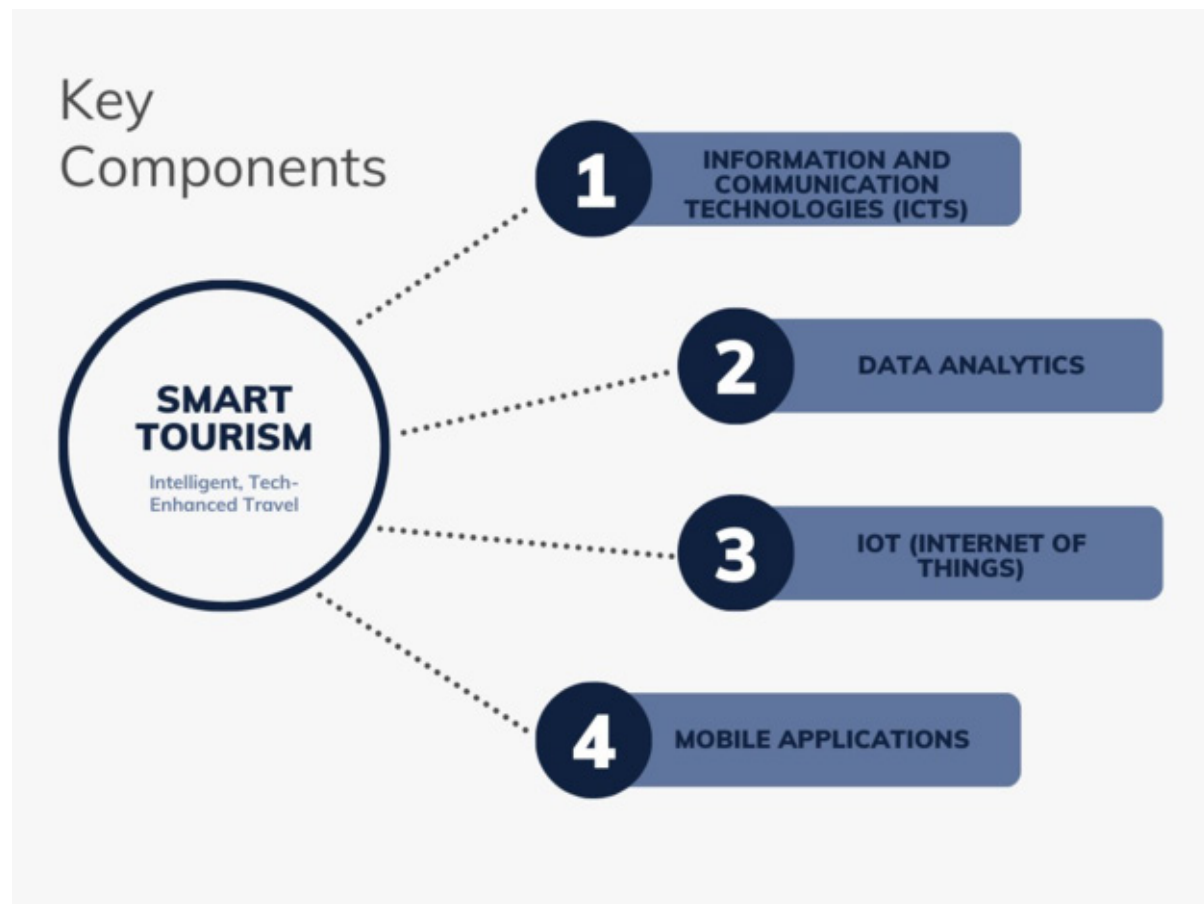 Key
Components
1
INFORMATION AND
COMMUNICATION
TECHNOLOGIES (ICTS)
2
DATA ANALYTICS
SMART
TOURISM
Intelligent, Tech-
Enhanced Travel
3
IOT (INTERNET OF
THINGS)
4
MOBILE APPLICATIONS